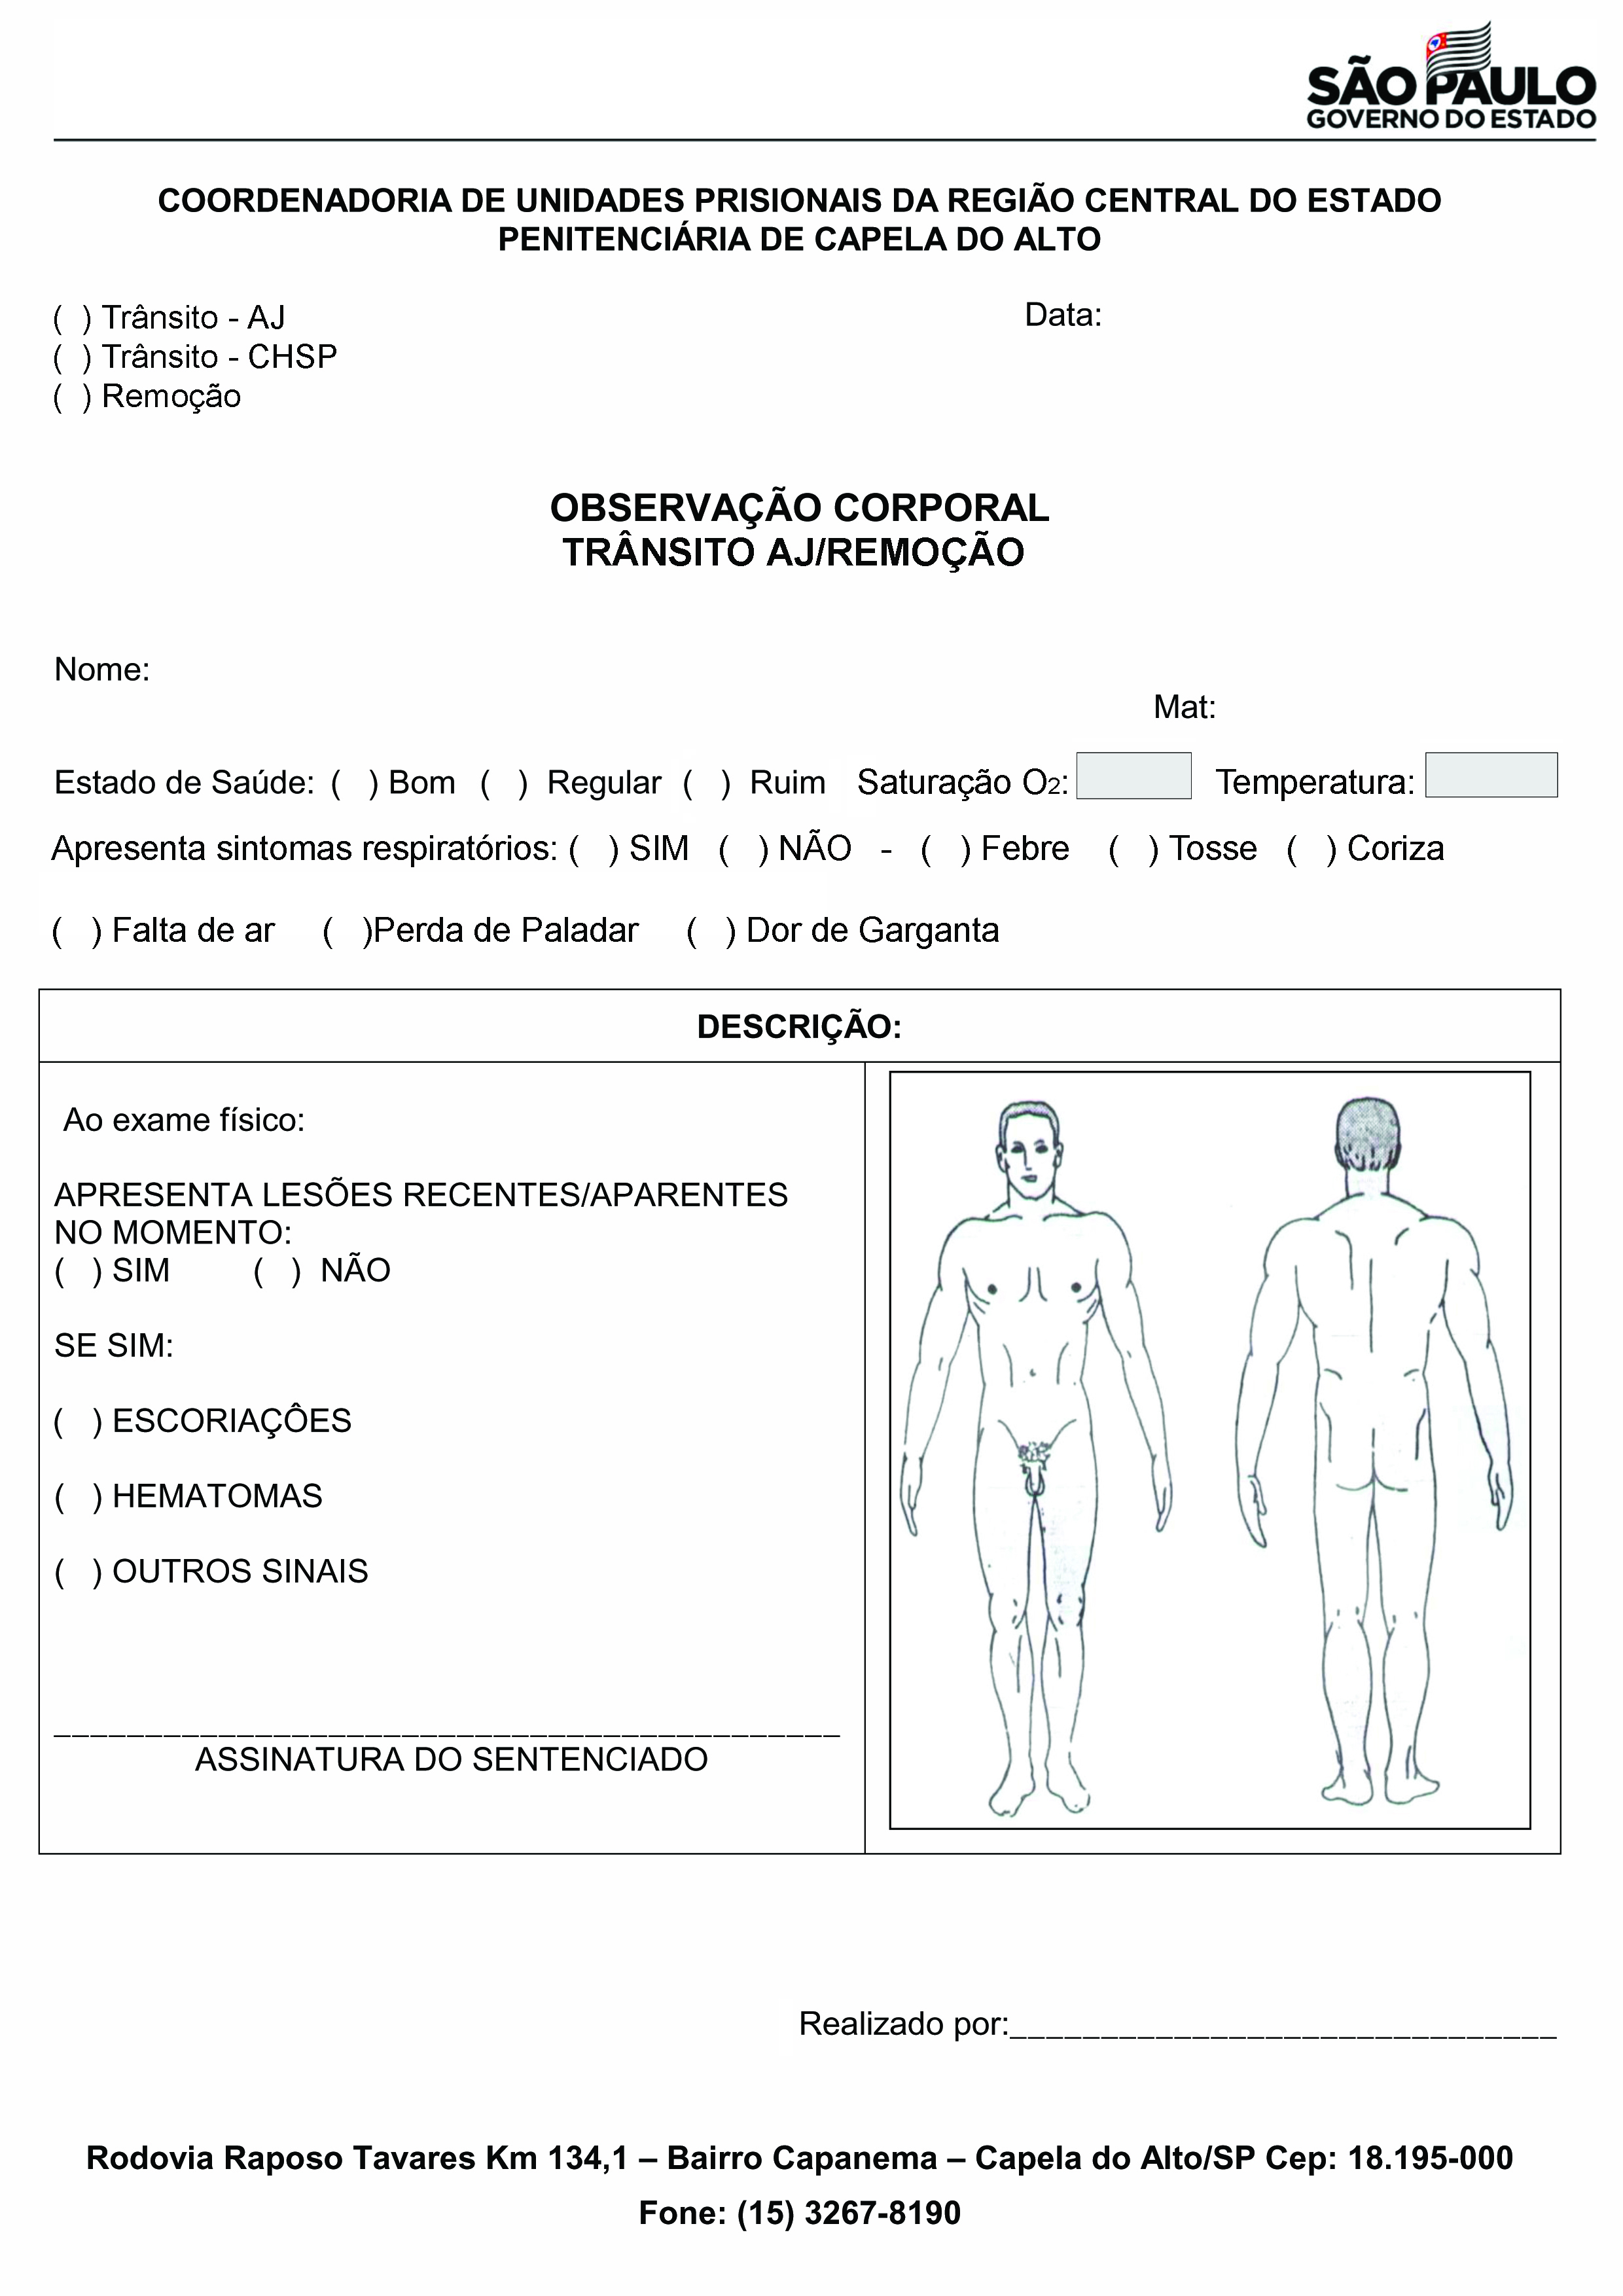 SÃO PAULO
GOVERNO DO ESTADO
COORDENADORIA DE UNIDADES PRISIONAIS DA REGIÃO CENTRAL DO ESTADO
PENITENCIÁRIA DE CAPELA DO ALTO
( ) Trânsito - AJ
Data:
( ) Trânsito - CHSP
( ) Remoção
OBSERVAÇÃO CORPORAL
TRÂNSITO AJ/REMOÇÃO
Nome:
Mat:
Estado de Saúde: ( ) Bom ( ) Regular ( ) Ruim Saturação O2: Temperatura:
Apresenta sintomas respiratórios: ( ) SIM ( ) NÃO - ( ) Febre ( ) Tosse ( ) Coriza
( ) Falta de ar ( )Perda de Paladar ( ) Dor de Garganta
DESCRIÇÃO:
Ao exame físico:
APRESENTA LESÕES RECENTES/APARENTES
NO MOMENTO:
( ) SIM ( ) NÃO
SE SIM:
( ) ESCORIAÇÔES
( ) HEMATOMAS
( ) OUTROS SINAIS
___________________________________________
ASSINATURA DO SENTENCIADO
Realizado por:______________________________
Rodovia Raposo Tavares Km 134,1 – Bairro Capanema – Capela do Alto/SP Cep: 18.195-000
Fone: (15) 3267-8190